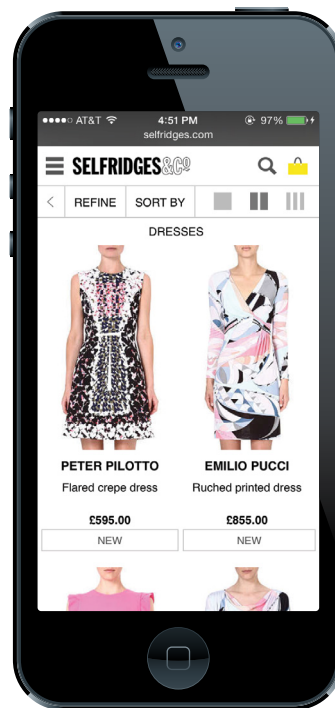 AT&T 4:51 PM 97%
selfridges.com
SELFRIDGES&CO
REFINE SORT BY
DRESSES
PETER PILOTTO EMILIO PUCCI
Flared crepe dress Ruched printed dress
£595.00 £855.00
NEW NEW